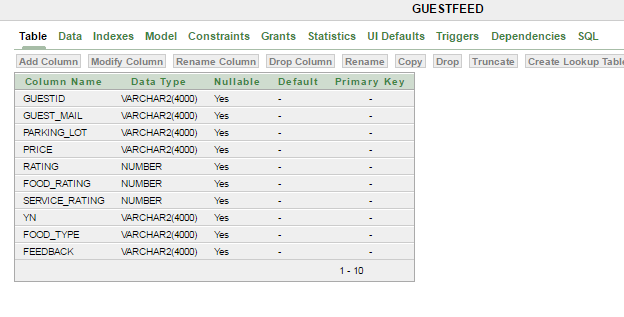 GUESTFEED
Table Data Indexes Model Constraints Grants Statistics UI Defaults Triggers Dependencies SQL
Add Column Modify Column Rename Column Drop Column Rename Copy Drop Truncate Create Lookup Table
Column Name Data Type Nullable Default Primary Key
GUESTID VARCHAR2(4000) Yes - -
GUEST_MAIL VARCHAR2(4000) Yes - -
PARKING_LOT VARCHAR2(4000) Yes - -
PRICE VARCHAR2(4000) Yes - -
RATING NUMBER Yes - -
FOOD_RATING NUMBER Yes - -
SERVICE_RATING NUMBER Yes - -
YN VARCHAR2(4000) Yes - -
FOOD_TYPE VARCHAR2(4000) Yes - -
FEEDBACK VARCHAR2(4000) Yes - -
1 - 10